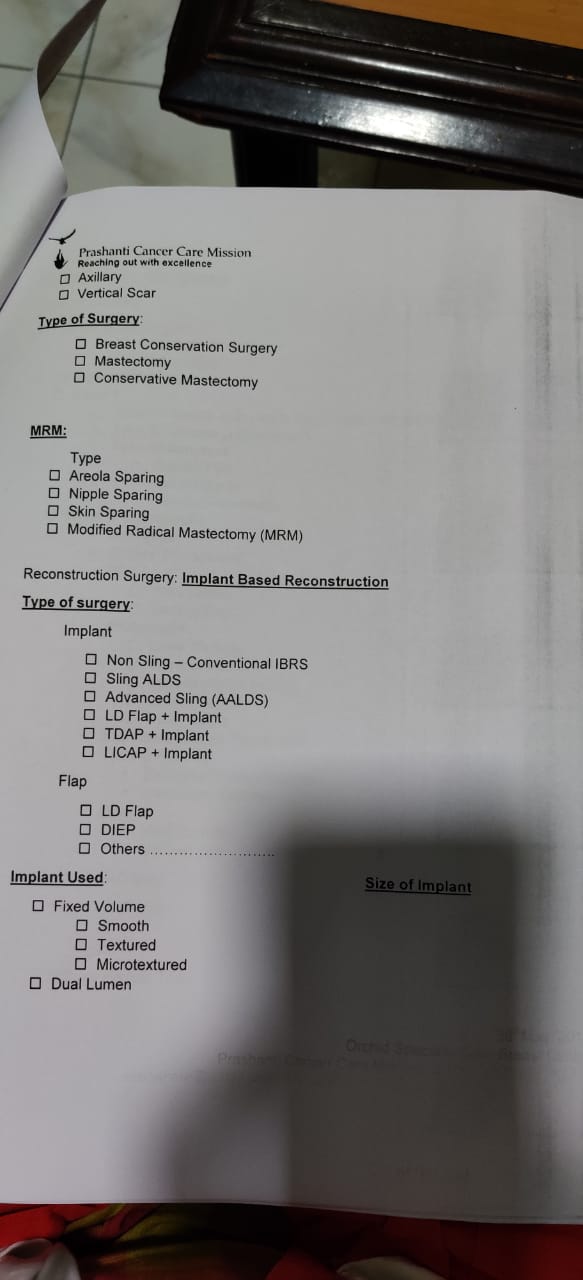 Prashanti Cancer Care Mission
Reaching out with excellence
☐ Axillary
☐ Vertical Scar
Type of Surgery:
☐ Breast Conservation Surgery
☐ Mastectomy
☐ Conservative Mastectomy
MRM:
Type
☐ Areola Sparing
☐ Nipple Sparing
☐ Skin Sparing
☐ Modified Radical Mastectomy (MRM)
Reconstruction Surgery: Implant Based Reconstruction
Type of surgery:
Implant
☐ Non Sling – Conventional IBRS
☐ Sling ALDS
☐ Advanced Sling (AALDS)
☐ LD Flap + Implant
☐ TDAP + Implant
☐ LICAP + Implant
Flap
☐ LD Flap
☐ DIEP
☐ Others ............................
Implant Used: Size of Implant
☐ Fixed Volume
☐ Smooth
☐ Textured
☐ Microtextured
☐ Dual Lumen